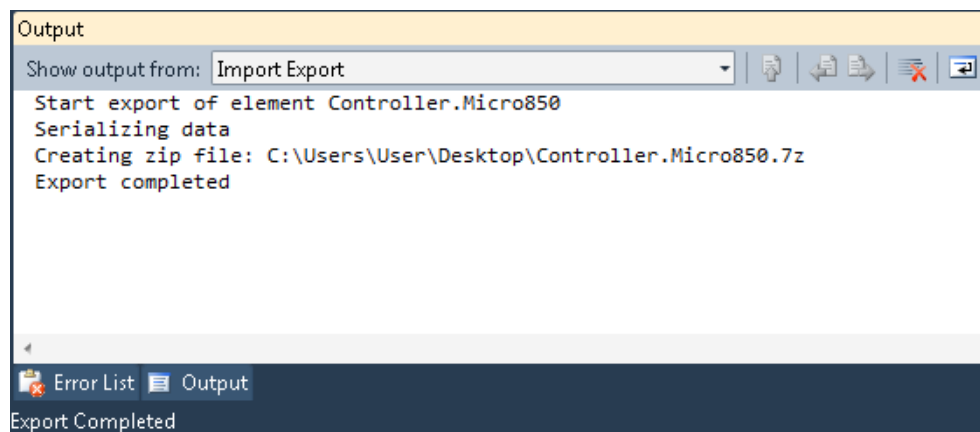 Output
Show output from: Import Export
Start export of element Controller.Micro850
Serializing data
Creating zip file: C:\Users\User\Desktop\Controller.Micro850.7z
Export completed
Error List Output
Export Completed